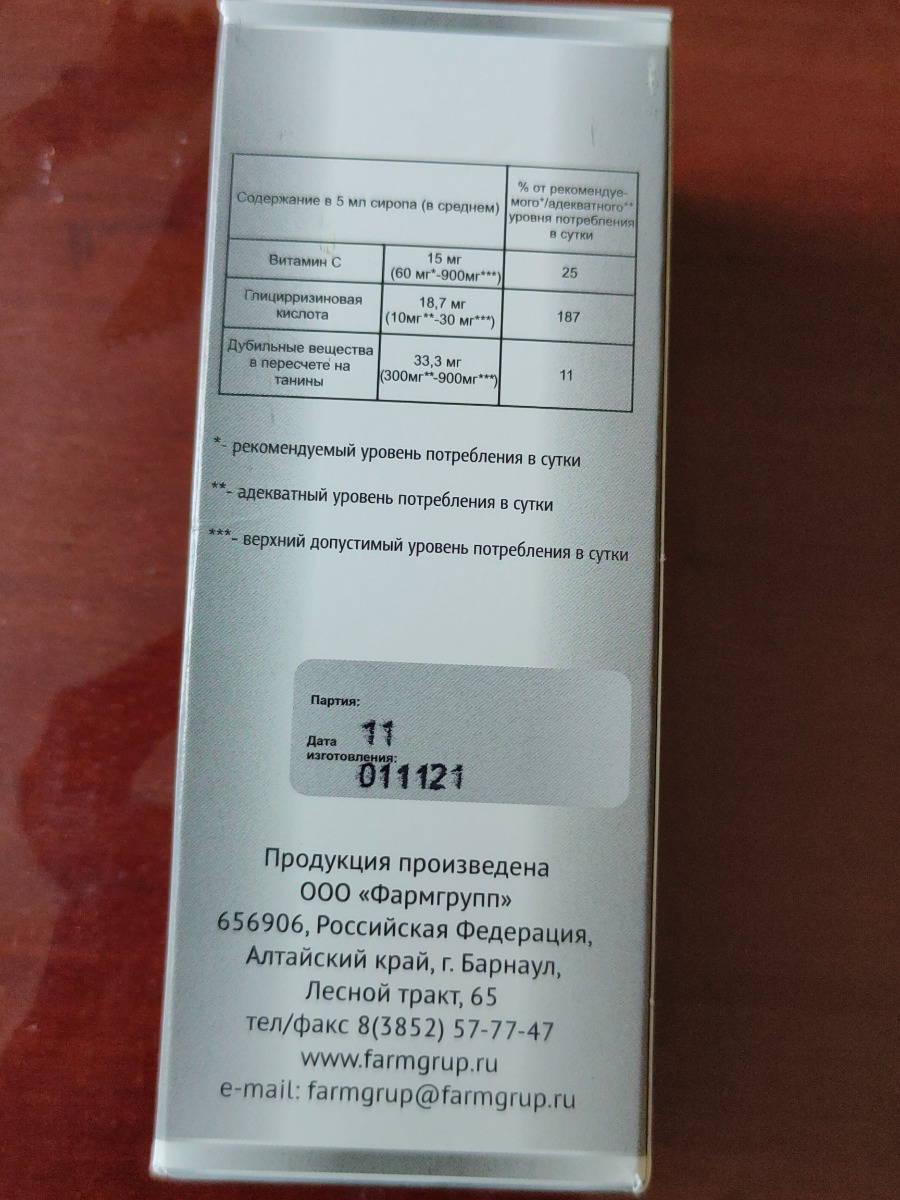 Содержание в 5 мл сиропа (в среднем)
% от рекомендуе-
мого*/адекватного**
уровня потребления
в сутки
Витамин С
15 мг
(60 мг*-900мг***)
25
Глицирризиновая
кислота
18,7 мг
(10мг**-30 мг***)
187
Дубильные вещества
в пересчете на
танины
33,3 мг
(300мг**-900мг***)
11
*- рекомендуемый уровень потребления в сутки
**- адекватный уровень потребления в сутки
***- верхний допустимый уровень потребления в сутки
Партия:
11
Дата
изготовления:
011121
Продукция произведена
ООО «Фармгрупп»
656906, Российская Федерация,
Алтайский край, г. Барнаул,
Лесной тракт, 65
тел/факс 8(3852) 57-77-47
www.farmgrup.ru
e-mail: farmgrup@farmgrup.ru